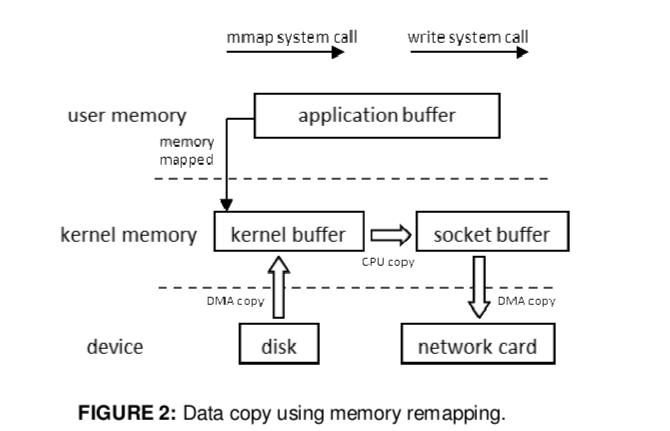 mmap system call
write system call
user memory
application buffer
memory
mapped
kernel memory
kernel buffer
socket buffer
CPU copy
DMA copy
DMA copy
device
disk
network card
FIGURE 2: Data copy using memory remapping.